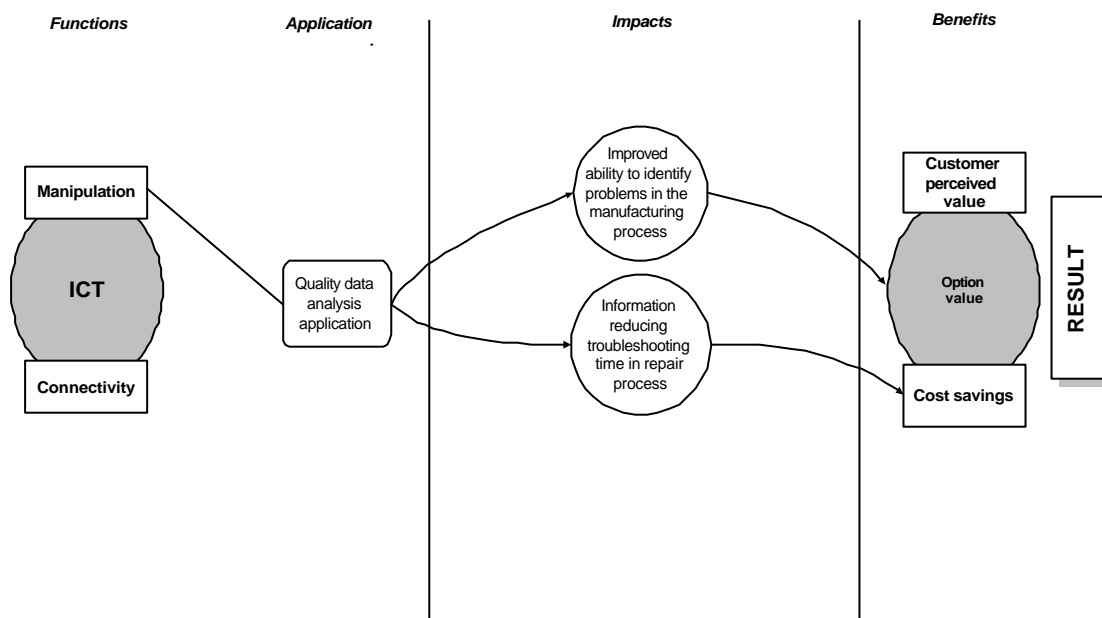 Functions
Application
Impacts
Benefits
.
Manipulation
ICT
Connectivity
Quality data
analysis
application
Improved
ability to identify
problems in the
manufacturing
process
Information
reducing
troubleshooting
time in repair
process
Customer
perceived
value
Option
value
Cost savings
RESULT